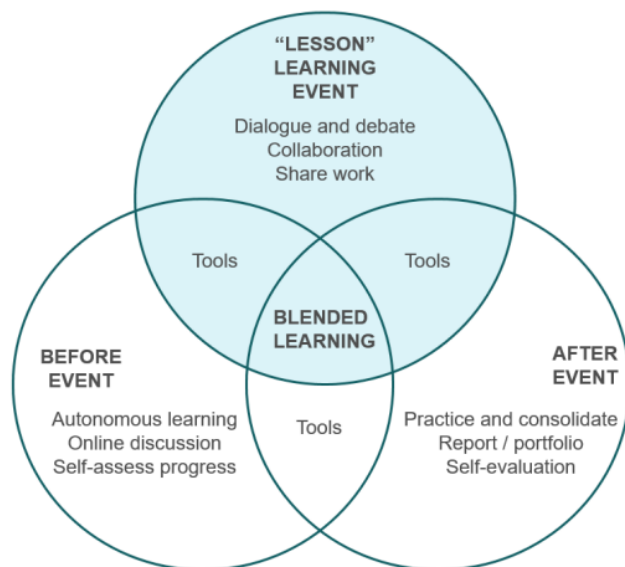 “LESSON”
LEARNING
EVENT
Dialogue and debate
Collaboration
Share work
Tools
Tools
BLENDED
LEARNING
BEFORE
EVENT
Autonomous learning
Online discussion
Self-assess progress
Tools
AFTER
EVENT
Practice and consolidate
Report / portfolio
Self-evaluation